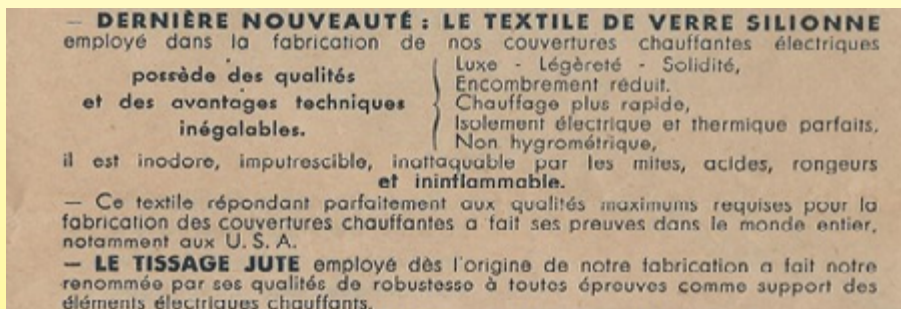 — DERNIÈRE NOUVEAUTÉ : LE TEXTILE DE VERRE SILIONNE
employé dans la fabrication de nos couvertures chauffantes électriques
possède des qualités
et des avantages techniques
inégalables.
Luxe - Légèreté - Solidité,
Encombrement réduit.
Chauffage plus rapide,
Isolement électrique et thermique parfaits,
Non hygrométrique,
il est inodore, imputrescible, inattaquable par les mites, acides, rongeurs
et ininflammable.
— Ce textile répondant parfaitement aux qualités maximums requises pour la
fabrication des couvertures chauffantes a fait ses preuves dans le monde entier,
notamment aux U. S. A.
— LE TISSAGE JUTE employé dès l'origine de notre fabrication a fait notre
renommée par ses qualités de robustesse à toutes épreuves comme support des
éléments électriques chauffants.